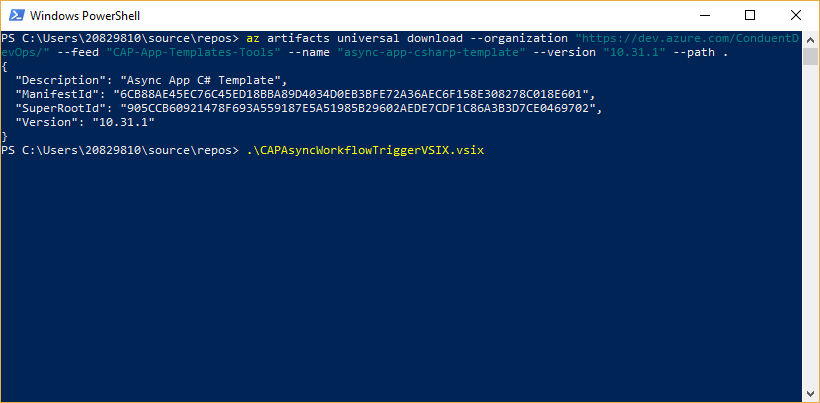 Windows PowerShell
PS C:\Users\20829810\source\repos> az artifacts universal download --organization "https://dev.azure.com/ConduentD
evOps/" --feed "CAP-App-Templates-Tools" --name "async-app-csharp-template" --version "10.31.1" --path .
{
  "Description": "Async App C# Template",
  "ManifestId": "6CB88AE45EC76C45ED18BBA89D4034D0EB3BFE72A36AEC6F158E308278C018E601",
  "SuperRootId": "905CCB60921478F693A559187E5A51985B29602AEDE7CDF1C86A3B3D7CE0469702",
  "Version": "10.31.1"
}
PS C:\Users\20829810\source\repos> .\CAPAsyncWorkflowTriggerVSIX.vsix